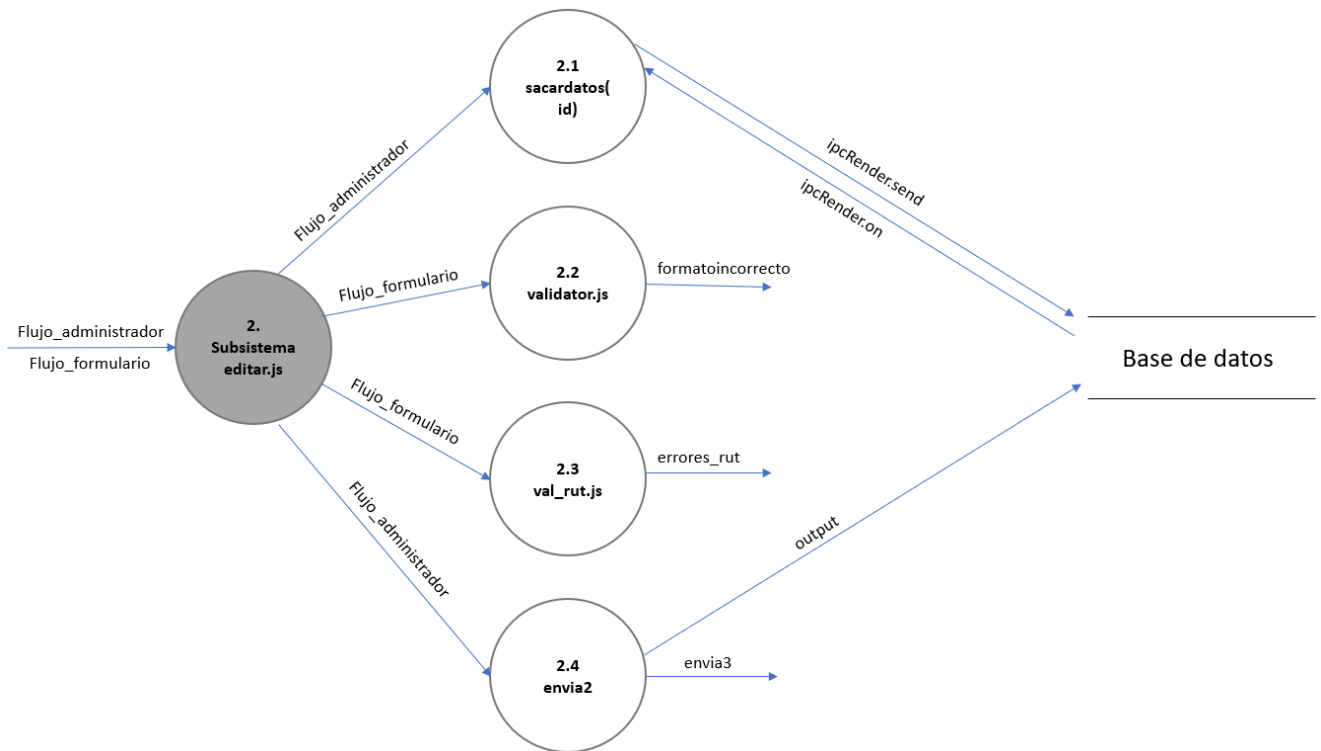 2.1
sacardatos(
id)
Flujo_administrador
ipcRender.send
ipcRender.on
2.2
validator.js
Flujo_formulario
formatoincorrecto
Flujo_administrador
Flujo_formulario
2.
Subsistema
editar.js
Base de datos
Flujo_formulario
2.3
val_rut.js
errores_rut
Flujo_administrador
output
2.4
envia2
envia3